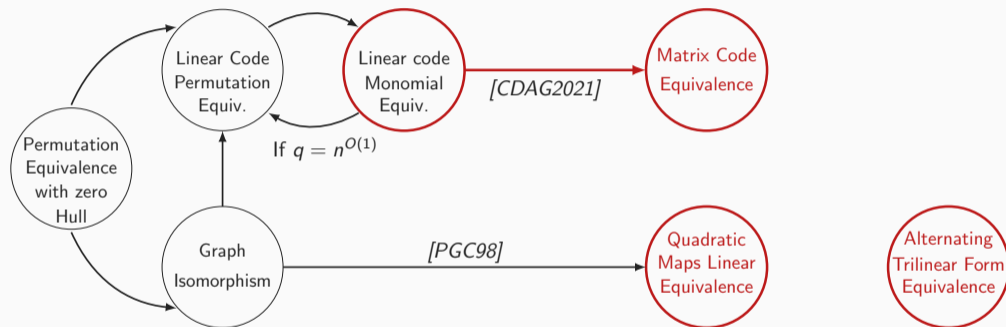 Linear Code
Permutation
Equiv.
Linear code
Monomial
Equiv.
[CDAG2021]
Matrix Code
Equivalence
If q = n^{O(1)}
Permutation
Equivalence
with zero
Hull
Graph
Isomorphism
[PGC98]
Quadratic
Maps Linear
Equivalence
Alternating
Trilinear Form
Equivalence